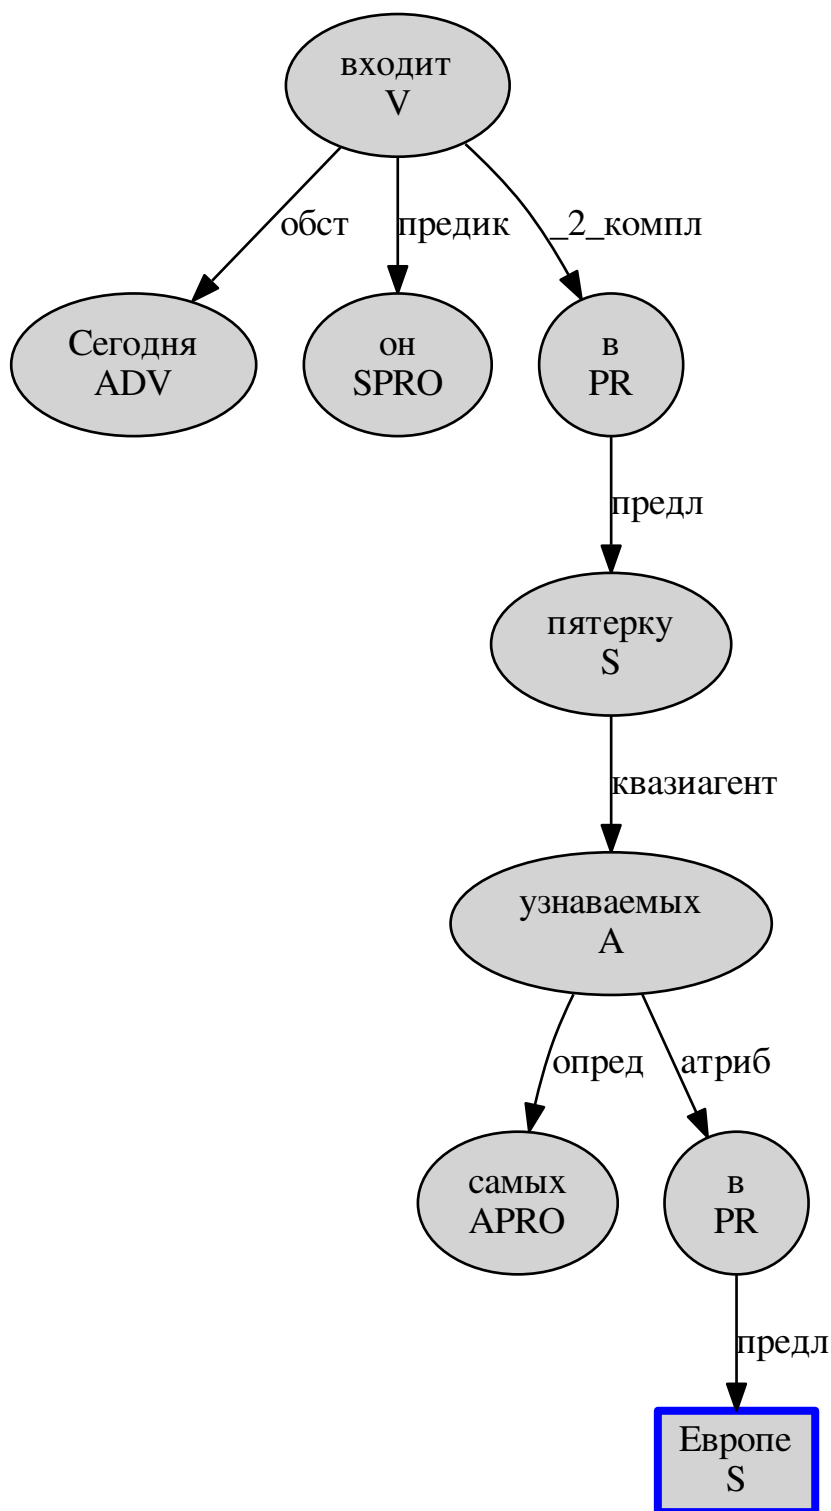 входит
V
обст
предик
_2_компл
Сегодня
ADV
он
SPRO
в
PR
предл
пятерку
S
квазиагент
узнаваемых
A
опред
атриб
самых
APRO
в
PR
предл
Европе
S